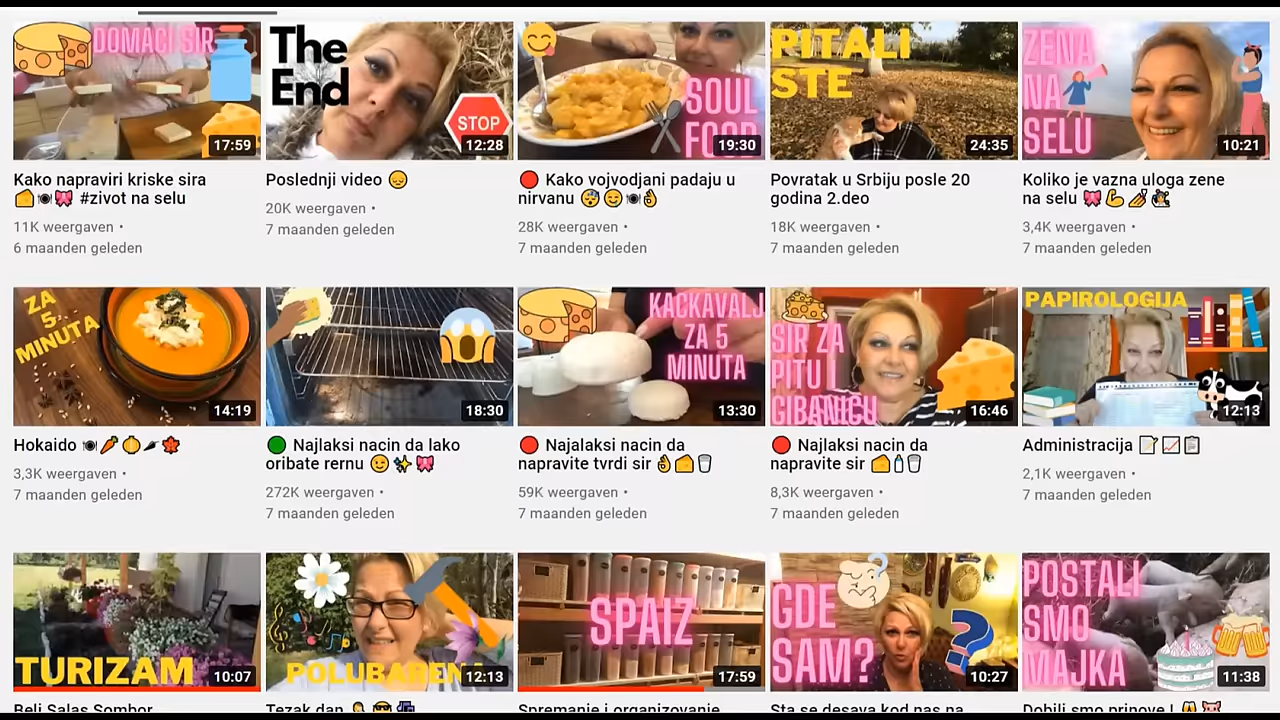 DOMACI SIR
17:59
The
End
STOP
12:28
SOUL
FOOD
19:30
PITALI
STE
24:35
ZENA
NA
SELU
10:21
Kako napraviri kriske sira
🧀🍽🎀 #zivot na selu
11K weergaven •
6 maanden geleden
Poslednji video 😞
20K weergaven •
7 maanden geleden
🔴 Kako vojvodjani padaju u
nirvanu 😴😊🍽👌
28K weergaven •
7 maanden geleden
Povratak u Srbiju posle 20
godina 2.deo
18K weergaven •
7 maanden geleden
Koliko je vazna uloga zene
na selu 🎀💪
3,4K weergaven •
7 maanden geleden
ZA
5
MINUTA
14:19
18:30
KACKAVALJ
ZA 5
MINUTA
13:30
SIR ZA
PITU I
GIBANICU
16:46
PAPIROLOGIJA
12:13
Hokaido 🍽🥕🧅🌶🍁
3,3K weergaven •
7 maanden geleden
🟢 Najlaksi nacin da lako
oribate rernu 😉✨🎀
272K weergaven •
7 maanden geleden
🔴 Najalaksi nacin da
napravite tvrdi sir 👌🧀🥛
59K weergaven •
7 maanden geleden
🔴 Najlaksi nacin da
napravite sir 🧀🍼🥛
8,3K weergaven •
7 maanden geleden
Administracija 📝📈📋
2,1K weergaven •
7 maanden geleden
TURIZAM
10:07
POLUBARENA
12:13
SPAIZ
17:59
GDE
SAM?
10:27
POSTALI
SMO
MAJKA
11:38
Beli Salas Sombor
Tezak dan
Spremanje i organizovanje
Sta se desava kod nas na
Dobili smo prinove !